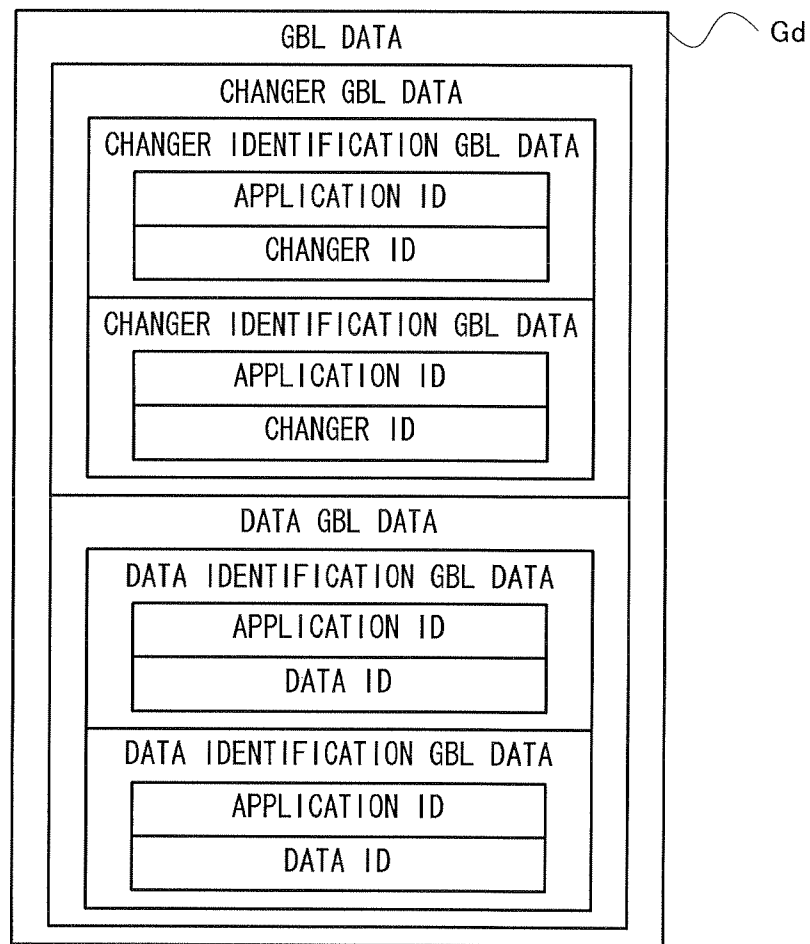 GBL DATA
Gd
CHANGER GBL DATA
CHANGER IDENTIFICATION GBL DATA
APPLICATION ID
CHANGER ID
CHANGER IDENTIFICATION GBL DATA
APPLICATION ID
CHANGER ID
DATA GBL DATA
DATA IDENTIFICATION GBL DATA
APPLICATION ID
DATA ID
DATA IDENTIFICATION GBL DATA
APPLICATION ID
DATA ID